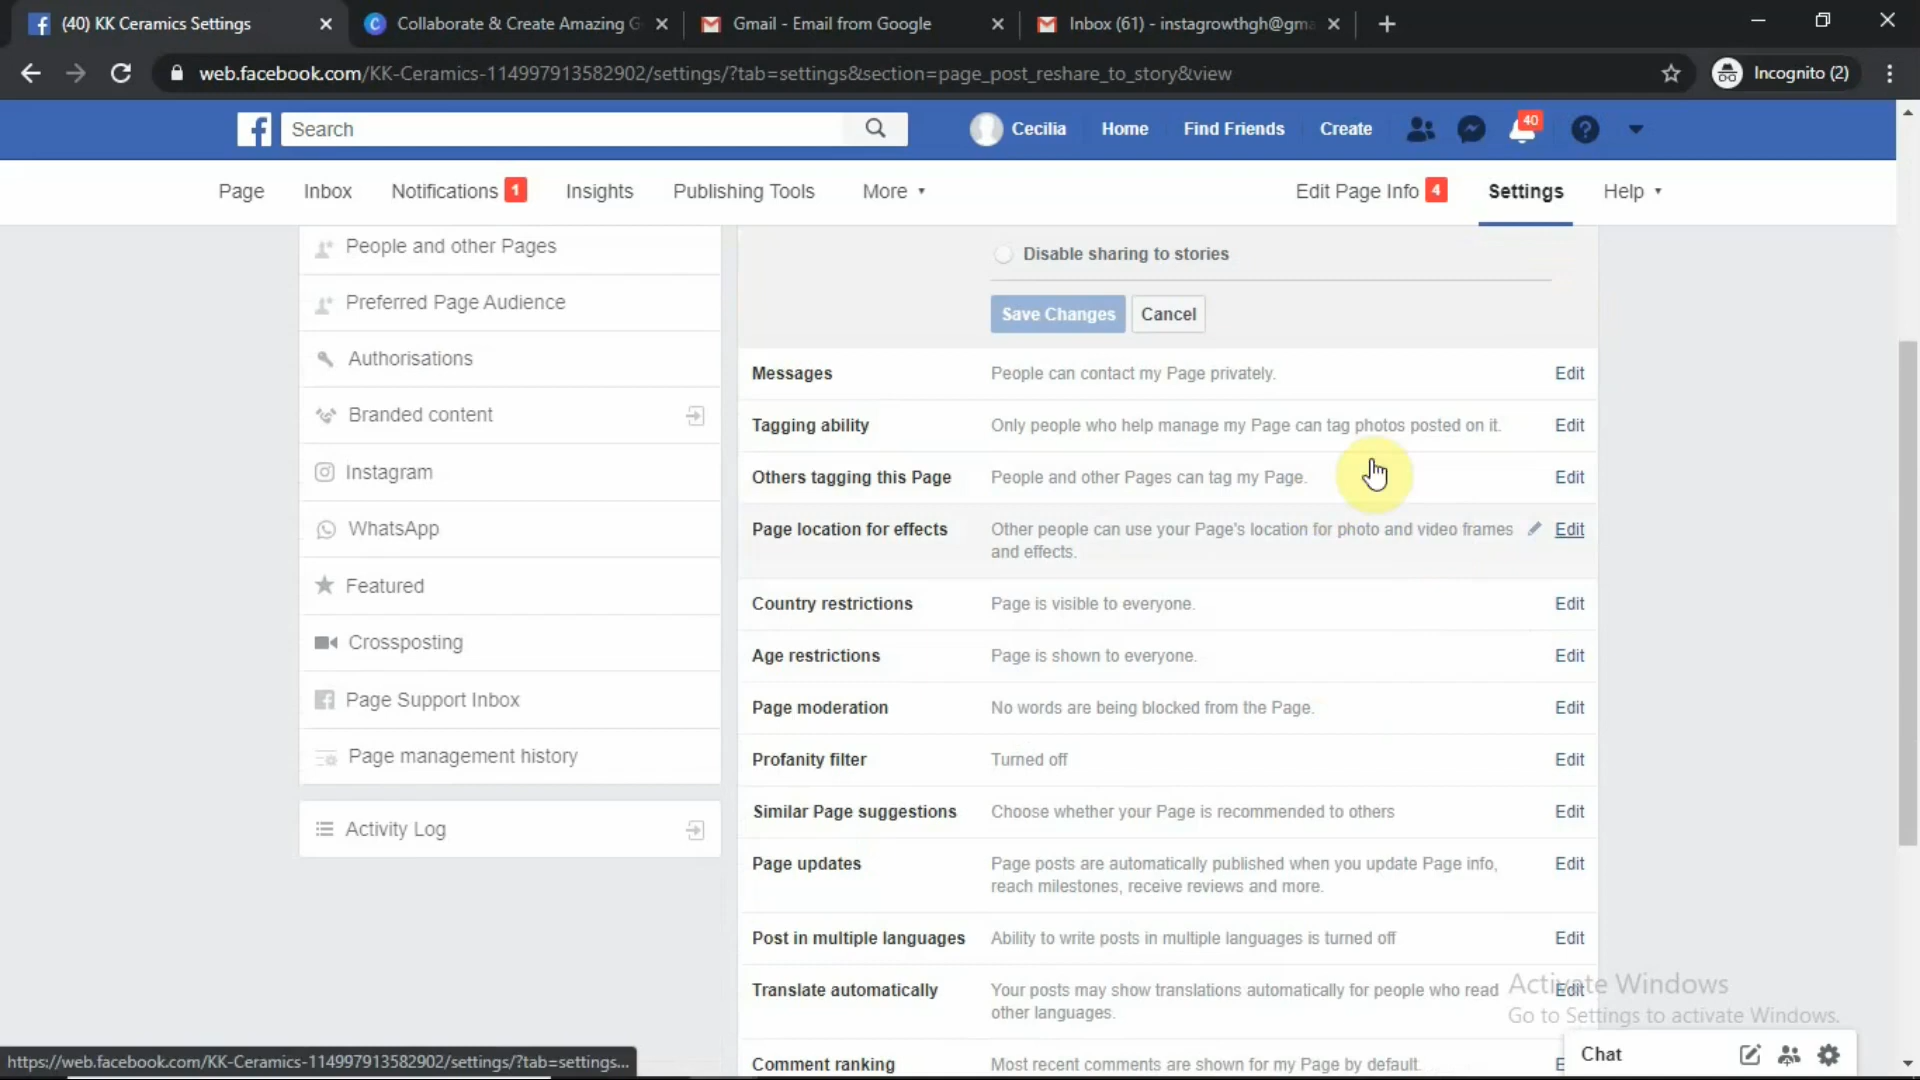 (40) KK Ceramics Settings
Collaborate & Create Amazing G
Gmail - Email from Google
Inbox (61) - instagrowthgh@gma
web.facebook.com/KK-Ceramics-114997913582902/settings/?tab=settings&section=page_post_reshare_to_story&view
Incognito (2)
Search
Cecilia
Home
Find Friends
Create
40
Page
Inbox
Notifications 1
Insights
Publishing Tools
More
Edit Page Info 4
Settings
Help
People and other Pages
Preferred Page Audience
Authorisations
Branded content
Instagram
WhatsApp
Featured
Crossposting
Page Support Inbox
Page management history
Activity Log
Disable sharing to stories
Save Changes
Cancel
Messages People can contact my Page privately. Edit
Tagging ability Only people who help manage my Page can tag photos posted on it. Edit
Others tagging this Page People and other Pages can tag my Page. Edit
Page location for effects Other people can use your Page's location for photo and video frames Edit
and effects.
Country restrictions Page is visible to everyone. Edit
Age restrictions Page is shown to everyone. Edit
Page moderation No words are being blocked from the Page. Edit
Profanity filter Turned off Edit
Similar Page suggestions Choose whether your Page is recommended to others Edit
Page updates Page posts are automatically published when you update Page info, Edit
reach milestones, receive reviews and more.
Post in multiple languages Ability to write posts in multiple languages is turned off Edit
Translate automatically Your posts may show translations automatically for people who read Edit
other languages.
Comment ranking Most recent comments are shown for my Page by default.
Activate Windows
Go to Settings to activate Windows.
Chat
https://web.facebook.com/KK-Ceramics-114997913582902/settings/?tab=settings...